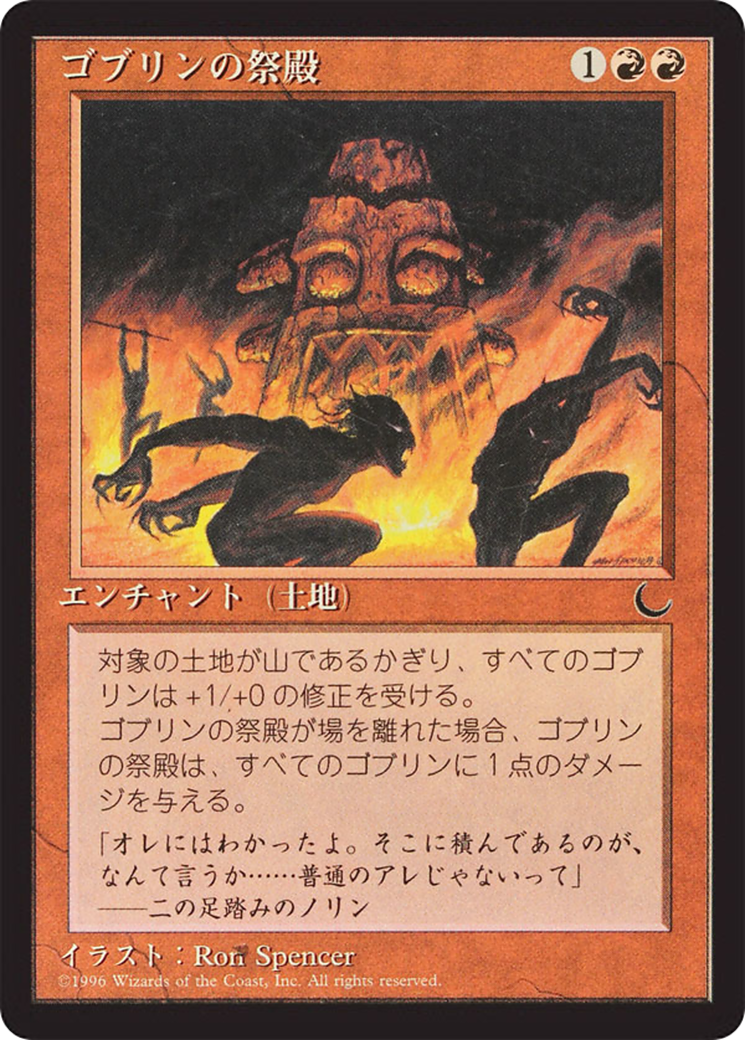 ゴブリンの祭殿 1
エンチャント (土地)
対象の土地が山であるかぎり、すべてのゴブ
リンは +1/+0 の修正を受ける。
ゴブリンの祭殿が場を離れた場合、ゴブリン
の祭殿は、すべてのゴブリンに 1 点のダメー
ジを与える。
「オレにはわかったよ。そこに積んであるのが、
なんて言うか……普通のアレじゃないって」
——二の足踏みのノリン
イラスト：Ron Spencer
©1996 Wizards of the Coast, Inc. All rights reserved.